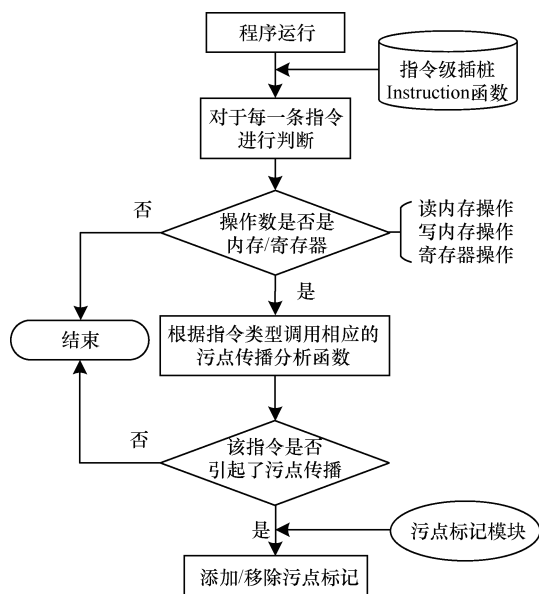 程序运行
指令级插桩
Instruction函数
对于每一条指令
进行判断
否
操作数是否是
内存/寄存器
读内存操作
写内存操作
寄存器操作
是
结束
根据指令类型调用相应的
污点传播分析函数
否
该指令是否
引起了污点传播
是
污点标记模块
添加/移除污点标记